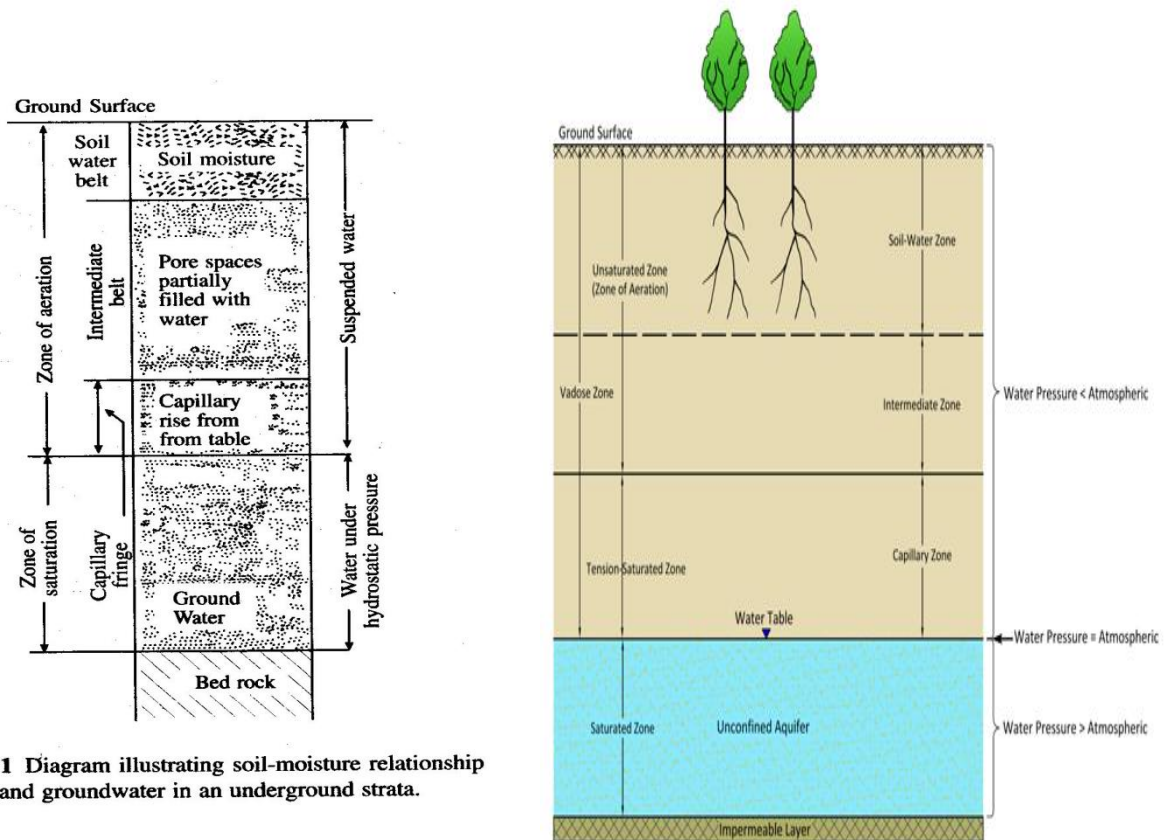 Ground Surface
Soil
water
belt
Soil moisture
Zone of aeration
Intermediate
belt
Pore spaces
partially
filled with
water
Suspended water
Capillary
rise from
from table
Zone of
saturation
Capillary
fringe
Ground
Water
Water under
hydrostatic pressure
Bed rock
1 Diagram illustrating soil-moisture relationship
and groundwater in an underground strata.
Ground Surface
Soil-Water Zone
Unsaturated Zone
(Zone of Aeration)
Vadose Zone
Intermediate Zone
Water Pressure < Atmospheric
Tension-Saturated Zone
Capillary Zone
Water Table
Water Pressure = Atmospheric
Saturated Zone
Unconfined Aquifer
Water Pressure > Atmospheric
Impermeable Layer